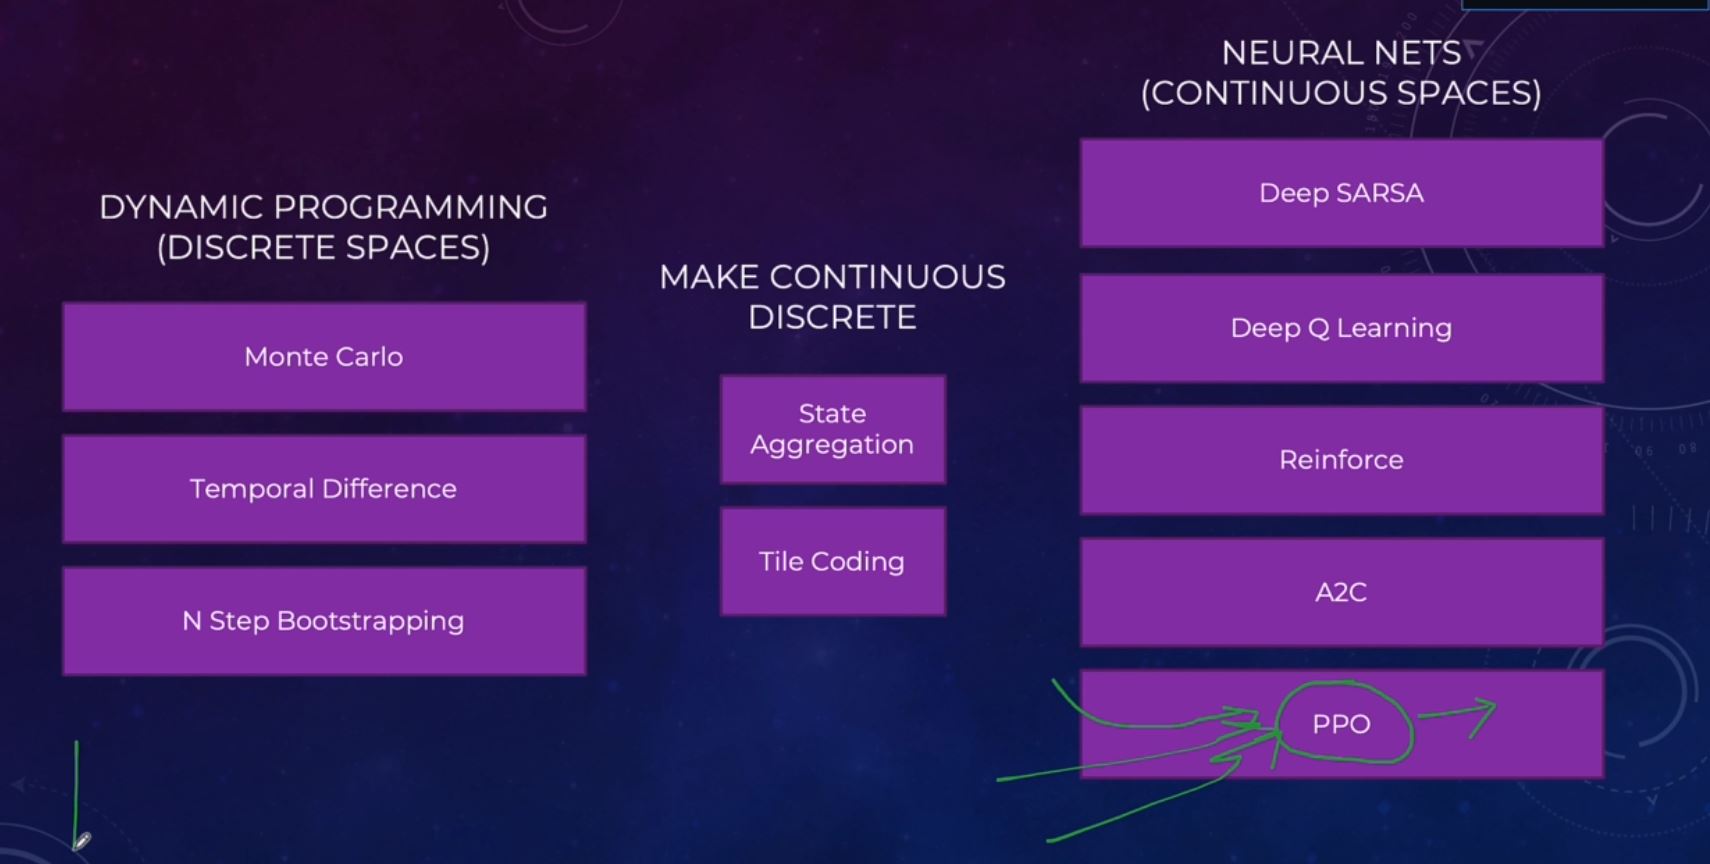 DYNAMIC PROGRAMMING
(DISCRETE SPACES)
Monte Carlo
Temporal Difference
N Step Bootstrapping
MAKE CONTINUOUS
DISCRETE
State
Aggregation
Tile Coding
NEURAL NETS
(CONTINUOUS SPACES)
Deep SARSA
Deep Q Learning
Reinforce
A2C
PPO